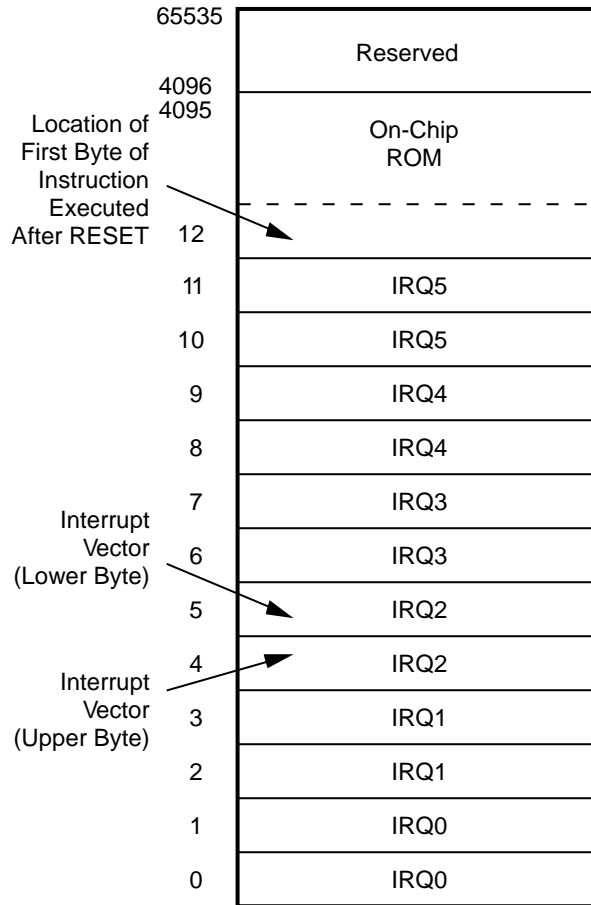 65535
Reserved
4096
4095
On-Chip
ROM
Location of
First Byte of
Instruction
Executed
After RESET
12
11 IRQ5
10 IRQ5
9 IRQ4
8 IRQ4
7 IRQ3
Interrupt
Vector
(Lower Byte)
6 IRQ3
5 IRQ2
4 IRQ2
Interrupt
Vector
(Upper Byte)
3 IRQ1
2 IRQ1
1 IRQ0
0 IRQ0